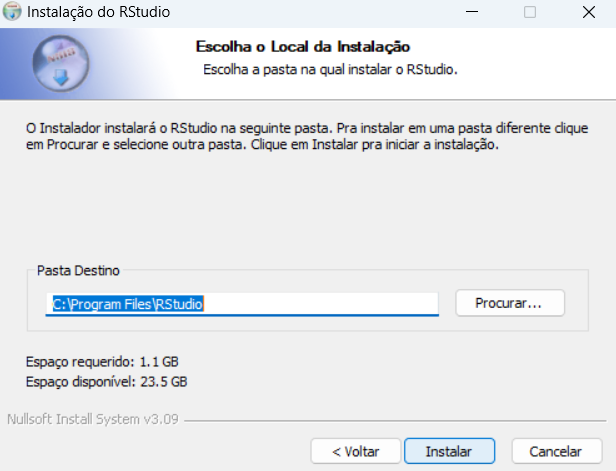 Instalação do RStudio
Escolha o Local da Instalação
Escolha a pasta na qual instalar o RStudio.
O Instalador instalará o RStudio na seguinte pasta. Pra instalar em uma pasta diferente clique
em Procurar e selecione outra pasta. Clique em Instalar pra iniciar a instalação.
Pasta Destino
C:\Program Files\RStudio
Procurar...
Espaço requerido: 1.1 GB
Espaço disponível: 23.5 GB
Nullsoft Install System v3.09
< Voltar
Instalar
Cancelar